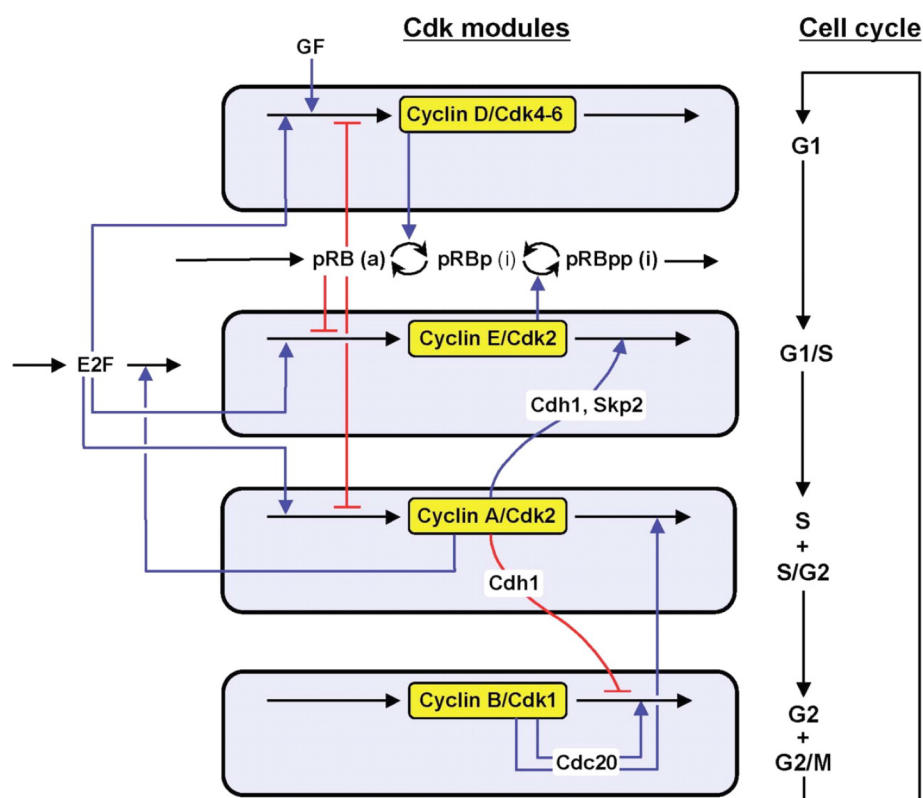 Cdk modules
Cell cycle
GF
Cyclin D/Cdk4-6
G1
pRB (a)
pRBp (i)
pRBpp (i)
Cyclin E/Cdk2
G1/S
E2F
Cdh1, Skp2
Cyclin A/Cdk2
S
+
S/G2
Cdh1
Cyclin B/Cdk1
G2
+
G2/M
Cdc20